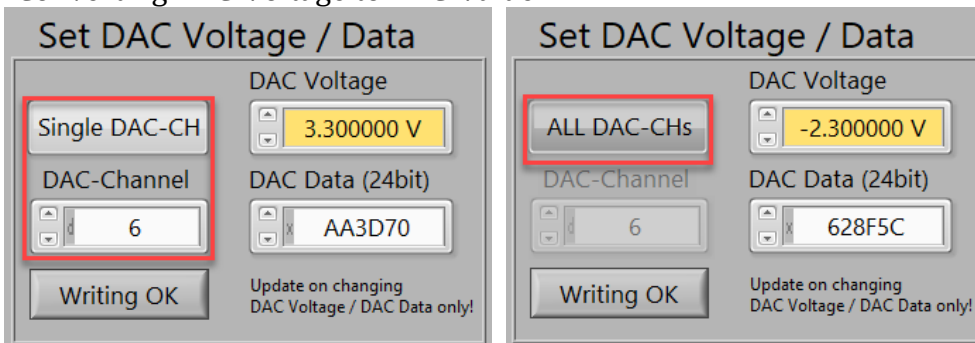 Set DAC Voltage / Data
Single DAC-CH
DAC Voltage
3.300000 V
DAC-Channel
d 6
DAC Data (24bit)
x AA3D70
Writing OK
Update on changing
DAC Voltage / DAC Data only!
Set DAC Voltage / Data
ALL DAC-CHs
DAC Voltage
-2.300000 V
DAC-Channel
d 6
DAC Data (24bit)
x 628F5C
Writing OK
Update on changing
DAC Voltage / DAC Data only!